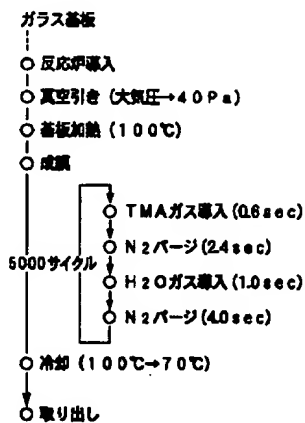 ガラス基板
反応炉導入
真空引き (大気圧→40Pa)
基板加熱 (100℃)
成膜
TMAガス導入 (0.6sec)
N2パージ (2.4sec)
5000サイクル
H2Oガス導入 (1.0sec)
N2パージ (4.0sec)
冷却 (100℃→70℃)
取り出し